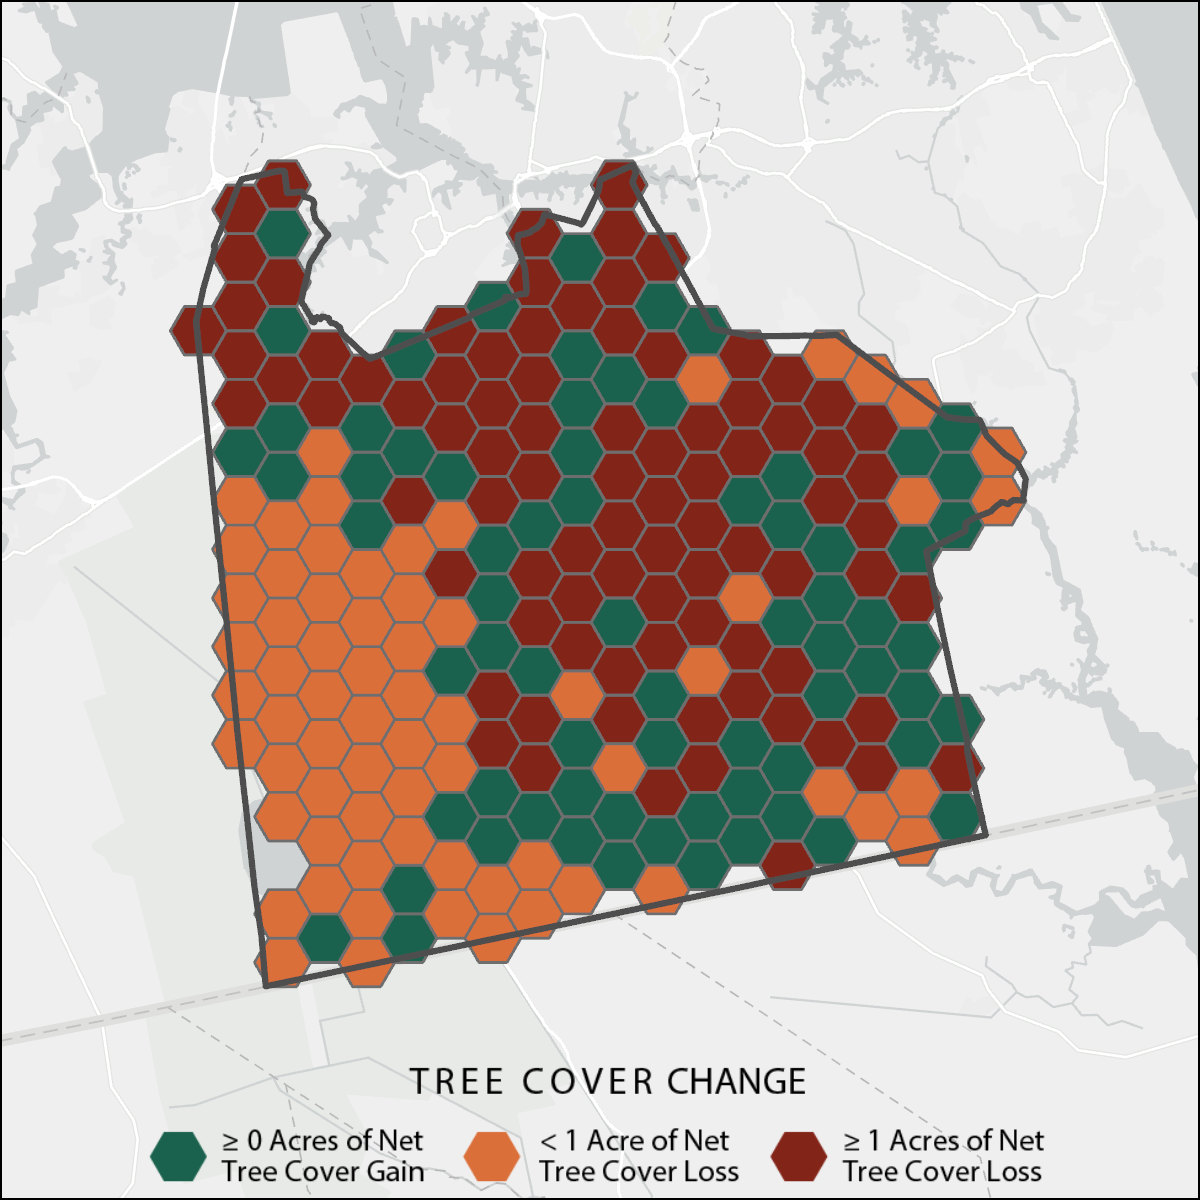 TREE COVER CHANGE
≥ 0 Acres of Net
Tree Cover Gain
< 1 Acre of Net
Tree Cover Loss
≥ 1 Acres of Net
Tree Cover Loss